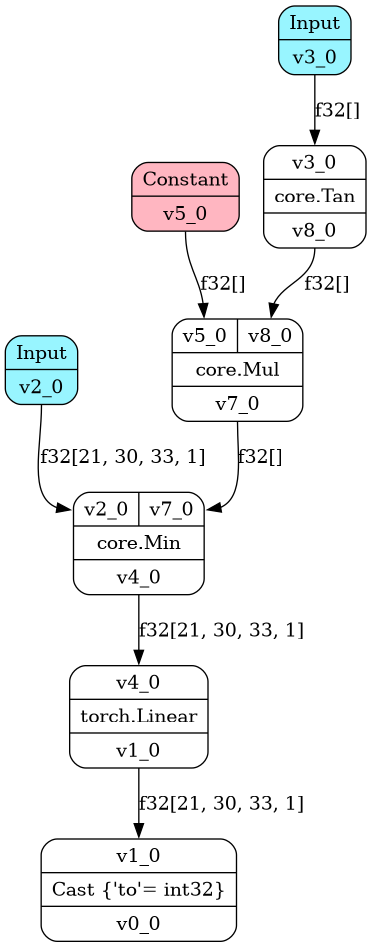 Input
v3_0
f32[]
v3_0
core.Tan
v8_0
Constant
v5_0
f32[]
f32[]
v5_0 v8_0
core.Mul
v7_0
Input
v2_0
f32[21, 30, 33, 1]
f32[]
v2_0 v7_0
core.Min
v4_0
f32[21, 30, 33, 1]
v4_0
torch.Linear
v1_0
f32[21, 30, 33, 1]
v1_0
Cast {'to'= int32}
v0_0